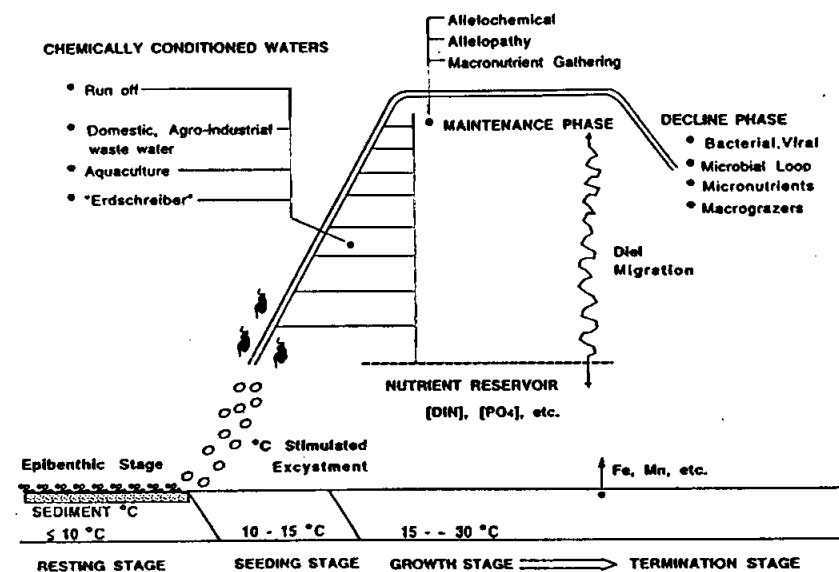 Allelochemical
Allelopathy
Macronutrient Gathering
CHEMICALLY CONDITIONED WATERS
• Run off
• Domestic, Agro-Industrial
waste water
• Aquaculture
• "Erdschreiber"
• MAINTENANCE PHASE
DECLINE PHASE
• Bacterial, Viral
• Microbial Loop
• Micronutrients
• Macrograzers
Diel
Migration
NUTRIENT RESERVOIR
[DIN], [PO4], etc.
°C Stimulated
Excystment
Epibenthic Stage
Fe, Mn, etc.
SEDIMENT °C
≤ 10 °C
10 - 15 °C
15 - - 30 °C
RESTING STAGE
SEEDING STAGE
GROWTH STAGE
TERMINATION STAGE